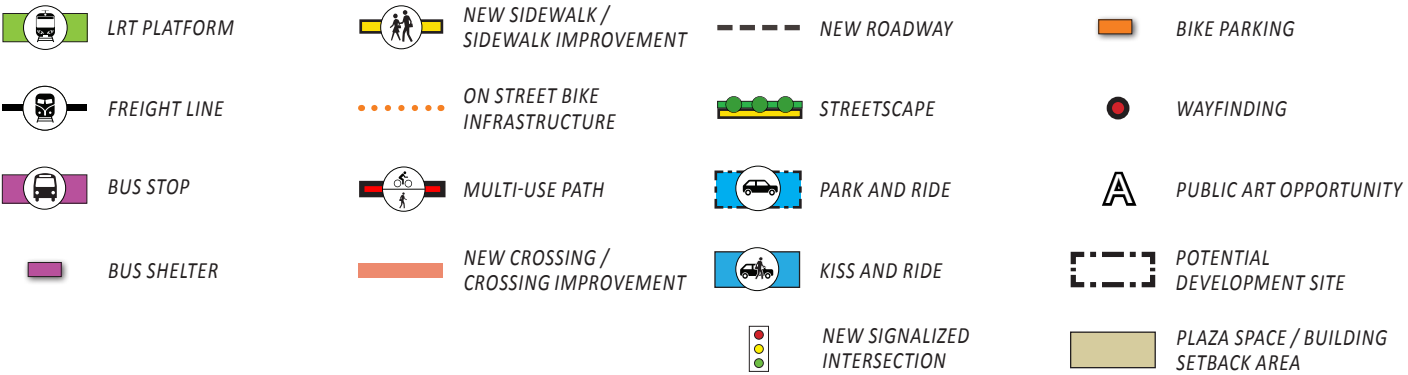 LRT PLATFORM
FREIGHT LINE
BUS STOP
BUS SHELTER
NEW SIDEWALK /
SIDEWALK IMPROVEMENT
ON STREET BIKE
INFRASTRUCTURE
MULTI-USE PATH
NEW CROSSING /
CROSSING IMPROVEMENT
NEW ROADWAY
STREETSCAPE
PARK AND RIDE
KISS AND RIDE
NEW SIGNALIZED
INTERSECTION
BIKE PARKING
WAYFINDING
A
PUBLIC ART OPPORTUNITY
POTENTIAL
DEVELOPMENT SITE
PLAZA SPACE / BUILDING
SETBACK AREA